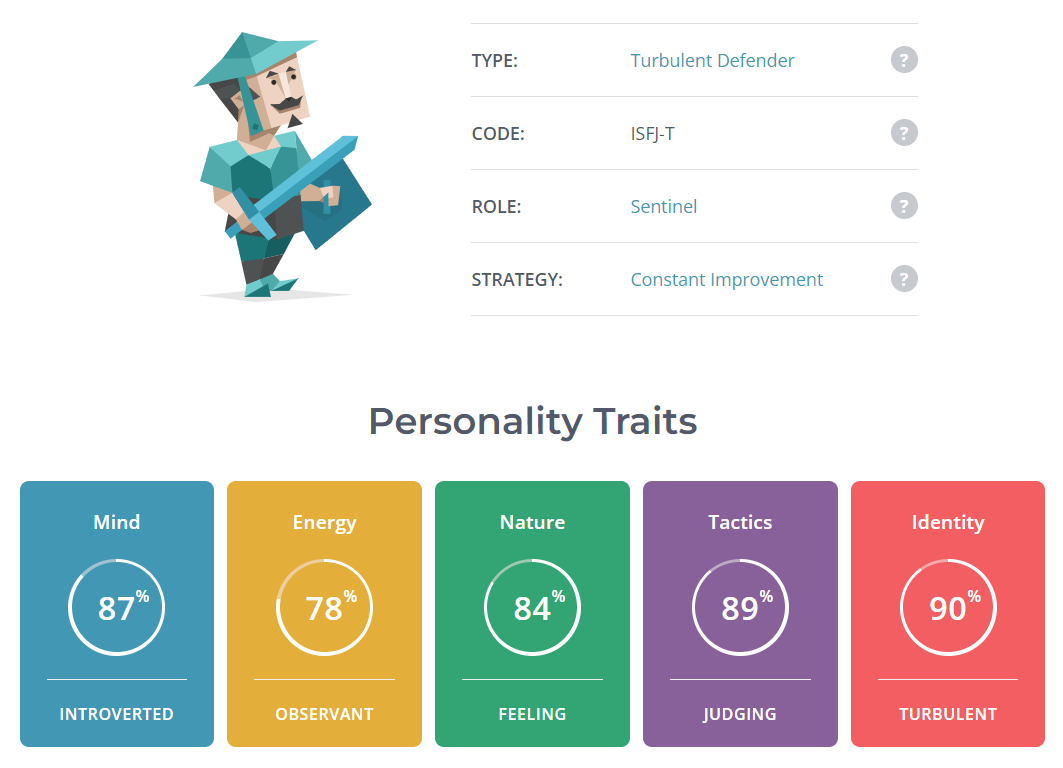 TYPE: Turbulent Defender ?
CODE: ISFJ-T ?
ROLE: Sentinel ?
STRATEGY: Constant Improvement ?
Personality Traits
Mind Energy Nature Tactics Identity
87% 78% 84% 89% 90%
INTROVERTED OBSERVANT FEELING JUDGING TURBULENT